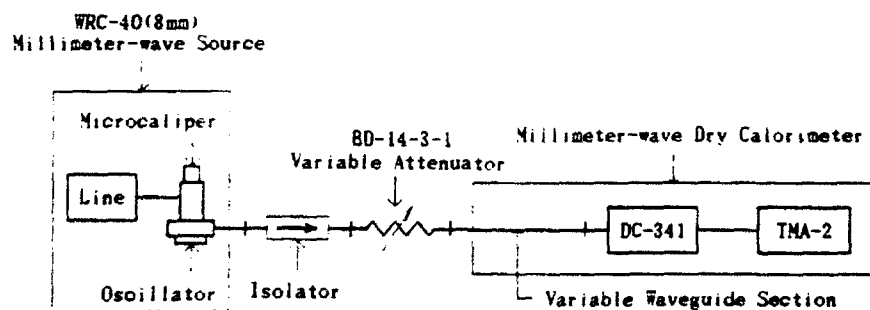 WRC-40(8mm)
Millimeter-wave Source
Microcaliper
BD-14-3-1
Variable Attenuator
Millimeter-wave Dry Calorimeter
Line
DC-341
TMA-2
Oscillator
Isolator
Variable Waveguide Section